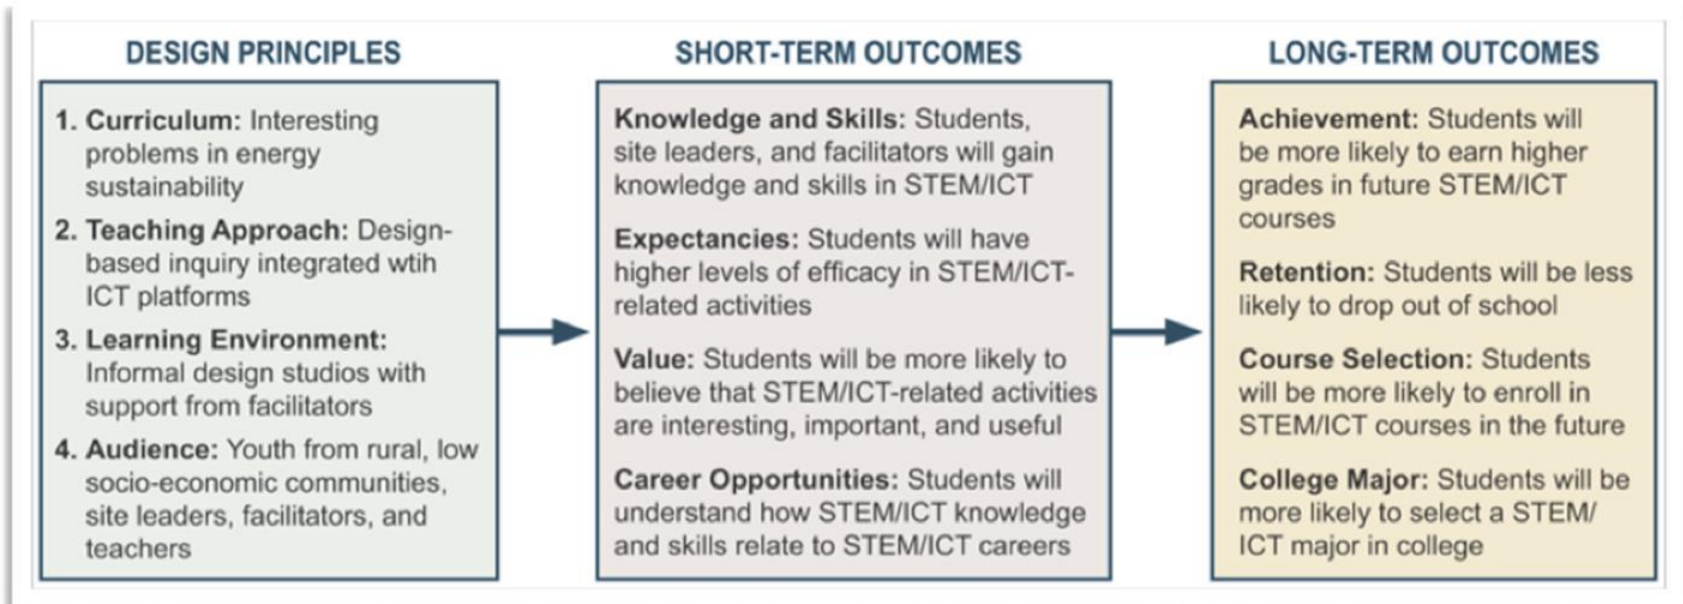 DESIGN PRINCIPLES
1. Curriculum: Interesting
problems in energy
sustainability
2. Teaching Approach: Design-
based inquiry integrated wtih
ICT platforms
3. Learning Environment:
Informal design studios with
support from facilitators
4. Audience: Youth from rural, low
socio-economic communities,
site leaders, facilitators, and
teachers
SHORT-TERM OUTCOMES
Knowledge and Skills: Students,
site leaders, and facilitators will gain
knowledge and skills in STEM/ICT
Expectancies: Students will have
higher levels of efficacy in STEM/ICT-
related activities
Value: Students will be more likely to
believe that STEM/ICT-related activities
are interesting, important, and useful
Career Opportunities: Students will
understand how STEM/ICT knowledge
and skills relate to STEM/ICT careers
LONG-TERM OUTCOMES
Achievement: Students will
be more likely to earn higher
grades in future STEM/ICT
courses
Retention: Students will be less
likely to drop out of school
Course Selection: Students
will be more likely to enroll in
STEM/ICT courses in the future
College Major: Students will be
more likely to select a STEM/
ICT major in college